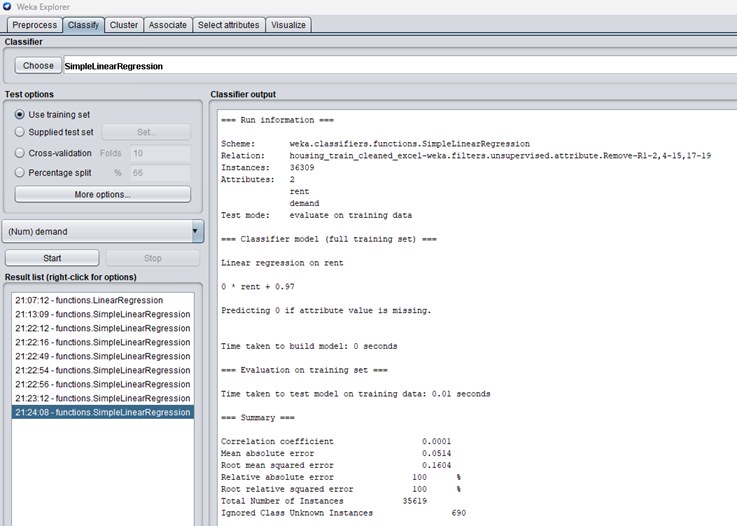 Weka Explorer
Preprocess Classify Cluster Associate Select attributes Visualize
Classifier
Choose SimpleLinearRegression
Test options
Use training set
Supplied test set Set...
Cross-validation Folds 10
Percentage split % 66
More options...
(Num) demand
Start Stop
Result list (right-click for options)
21:07:12 - functions.LinearRegression
21:13:09 - functions.SimpleLinearRegression
21:22:12 - functions.SimpleLinearRegression
21:22:16 - functions.SimpleLinearRegression
21:22:49 - functions.SimpleLinearRegression
21:22:54 - functions.SimpleLinearRegression
21:22:56 - functions.SimpleLinearRegression
21:23:12 - functions.SimpleLinearRegression
21:24:08 - functions.SimpleLinearRegression
Classifier output
=== Run information ===
Scheme: weka.classifiers.functions.SimpleLinearRegression
Relation: housing_train_cleaned_excel-weka.filters.unsupervised.attribute.Remove-R1-2,4-15,17-19
Instances: 36309
Attributes: 2
rent
demand
Test mode: evaluate on training data
=== Classifier model (full training set) ===
Linear regression on rent
0 * rent + 0.97
Predicting 0 if attribute value is missing.
Time taken to build model: 0 seconds
=== Evaluation on training set ===
Time taken to test model on training data: 0.01 seconds
=== Summary ===
Correlation coefficient 0.0001
Mean absolute error 0.0514
Root mean squared error 0.1604
Relative absolute error 100 %
Root relative squared error 100 %
Total Number of Instances 35619
Ignored Class Unknown Instances 690